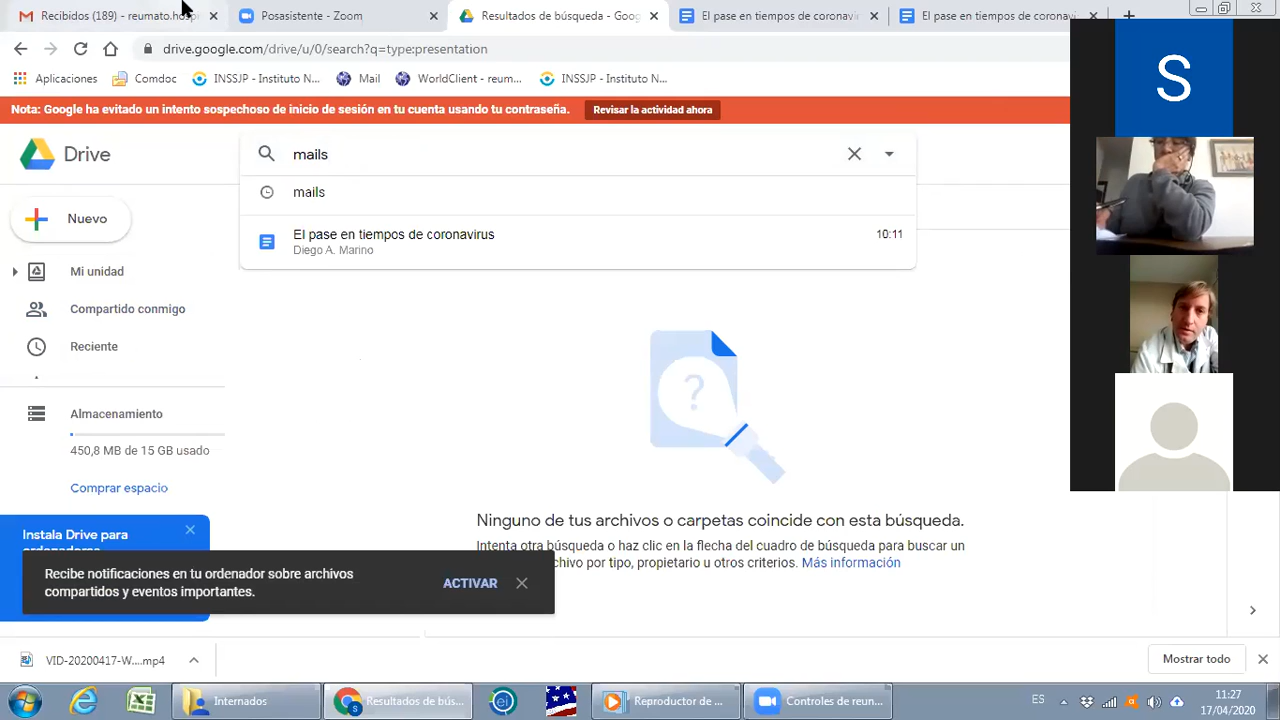 Recibidos (189) - reumato.hosp
Posasistente - Zoom
Resultados de búsqueda - Goog
El pase en tiempos de coronavi
El pase en tiempos de coronavi
drive.google.com/drive/u/0/search?q=type:presentation
Aplicaciones
Comdoc
INSSJP - Instituto N...
Mail
WorldClient - reum...
INSSJP - Instituto N...
Nota: Google ha evitado un intento sospechoso de inicio de sesión en tu cuenta usando tu contraseña.
Revisar la actividad ahora
S
Drive
mails
mails
Nuevo
El pase en tiempos de coronavirus
10:11
Diego A. Marino
Mi unidad
Compartido conmigo
Reciente
Almacenamiento
450,8 MB de 15 GB usado
Comprar espacio
Ninguno de tus archivos o carpetas coincide con esta búsqueda.
Intenta otra búsqueda o haz clic en la flecha del cuadro de búsqueda para buscar un
chivo por tipo, propietario u otros criterios. Más información
Instala Drive para
Recibe notificaciones en tu ordenador sobre archivos
compartidos y eventos importantes.
ACTIVAR
VID-20200417-W....mp4
Mostrar todo
Internados
Resultados de bús...
Reproductor de ...
Controles de reun...
ES
11:27
17/04/2020